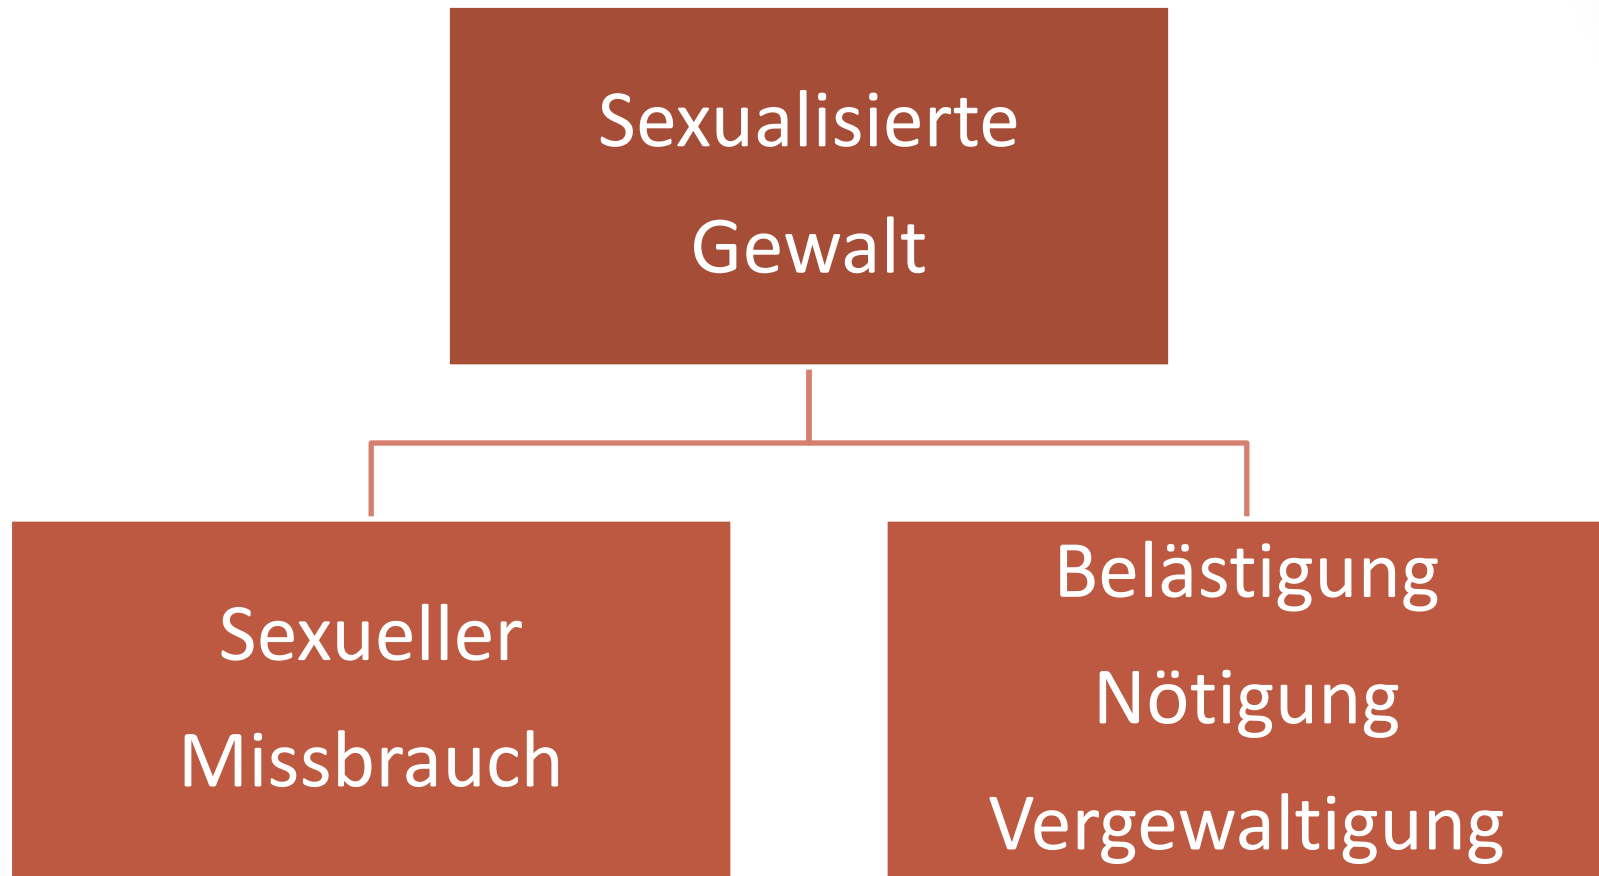 Sexualisierte
Gewalt
Sexueller
Missbrauch
Belästigung
Nötigung
Vergewaltigung